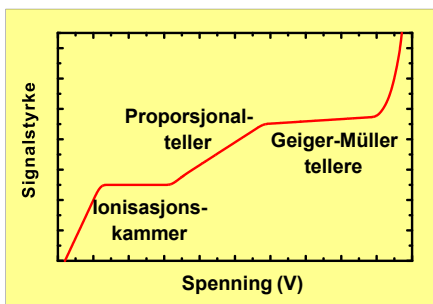 Signalstyrke
Proporsjonal-
teller
Geiger-Müller
tellere
Ionisasjons-
kammer
Spenning (V)